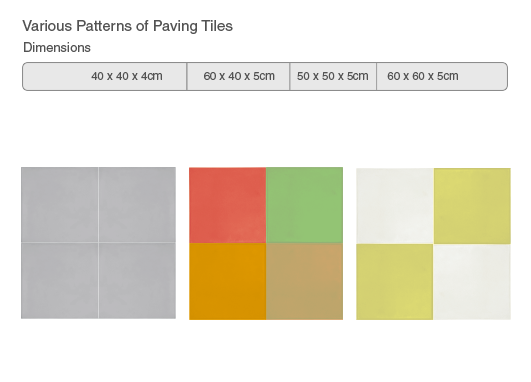 Various Patterns of Paving Tiles
Dimensions
40 x 40 x 4cm 60 x 40 x 5cm 50 x 50 x 5cm 60 x 60 x 5cm